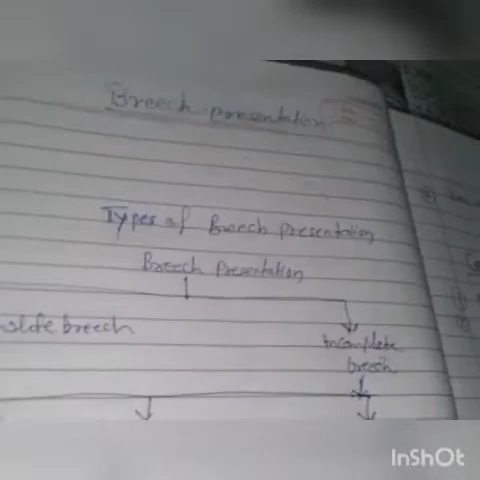 Breech presentation
Types of Breech presentation
Breech presentation
breech
incomplete
breech
InShOt